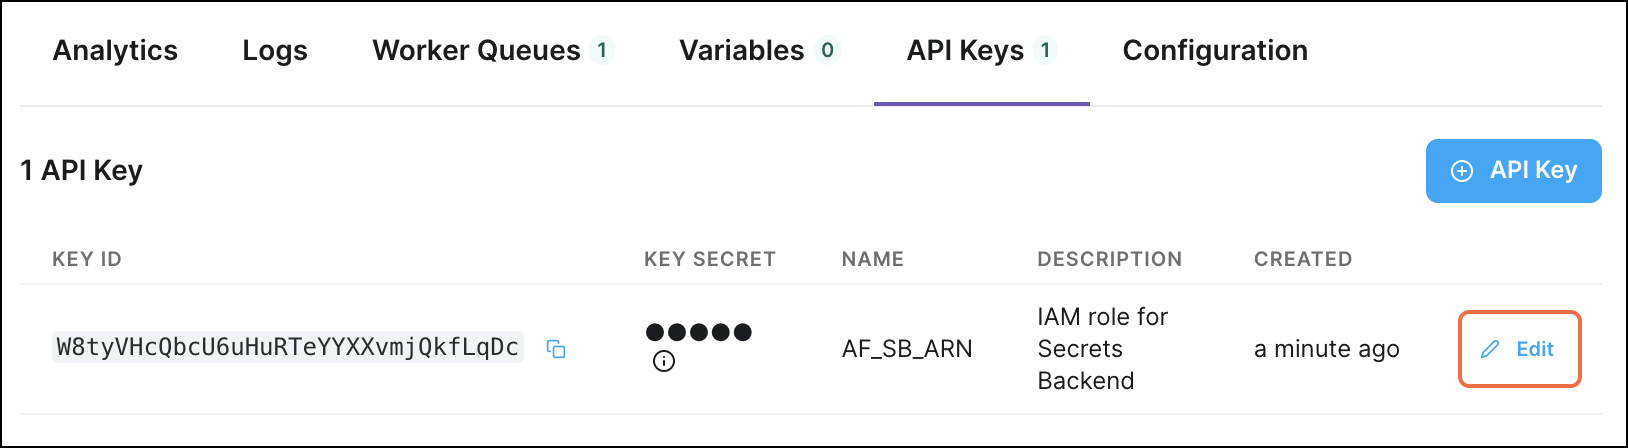 Analytics Logs Worker Queues 1 Variables 0 API Keys 1 Configuration
1 API Key
API Key
KEY ID KEY SECRET NAME DESCRIPTION CREATED
W8tyVHcQbcU6uHuRTeYYXXvmjQkfLqDc ●●●●● AF_SB_ARN IAM role for a minute ago Edit
Secrets
Backend